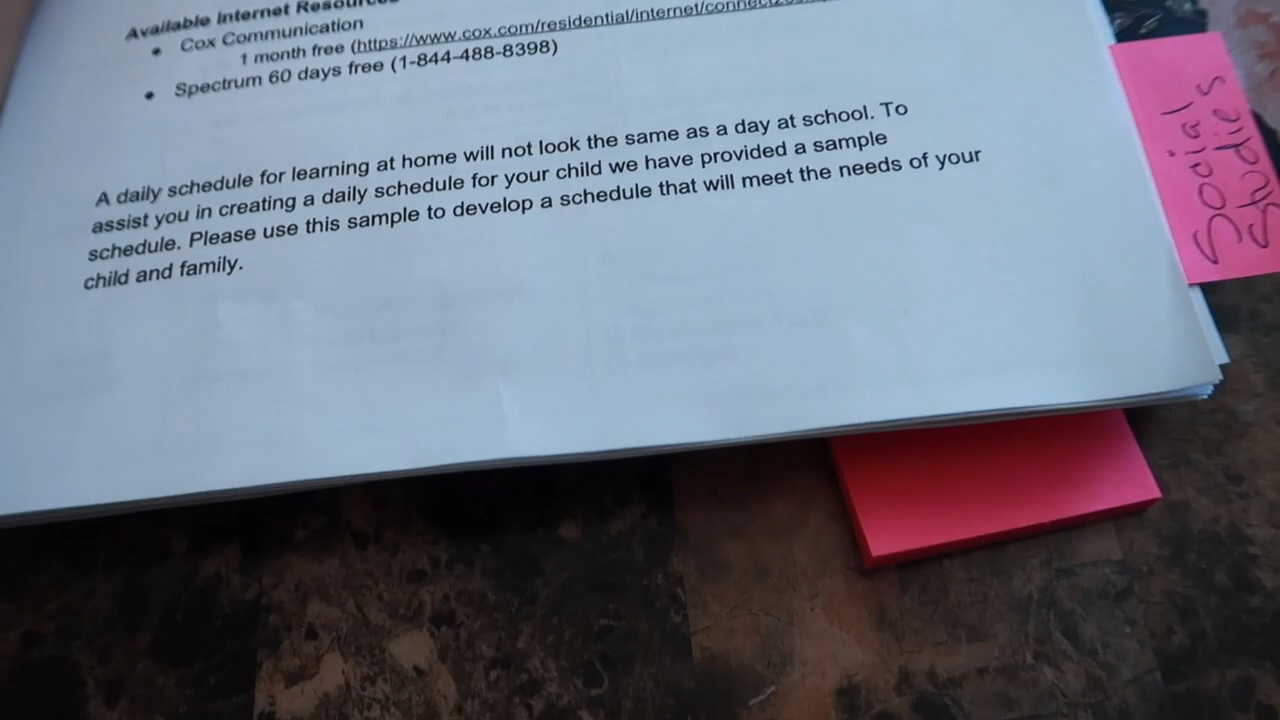 Available Internet Resources
• Cox Communication
1 month free (https://www.cox.com/residential/internet/
• Spectrum 60 days free (1-844-488-8398)
A daily schedule for learning at home will not look the same as a day at school. To
assist you in creating a daily schedule for your child we have provided a sample
schedule. Please use this sample to develop a schedule that will meet the needs of your
child and family.
Social
Studies